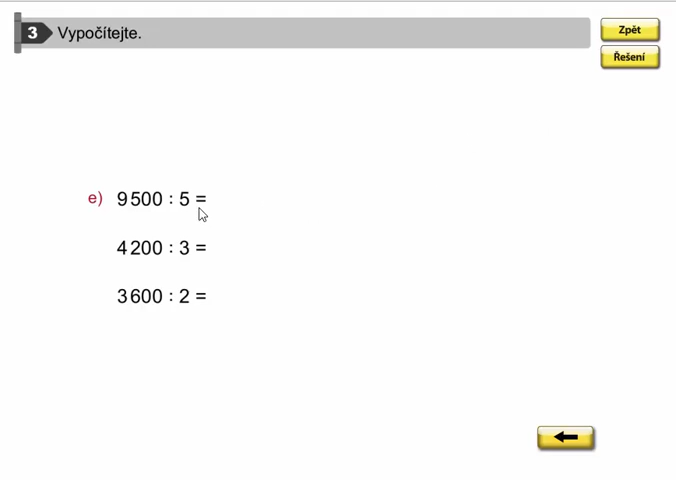 3 Vypočítejte.
Zpět
Řešení
e) 9 500 : 5 =
4 200 : 3 =
3 600 : 2 =